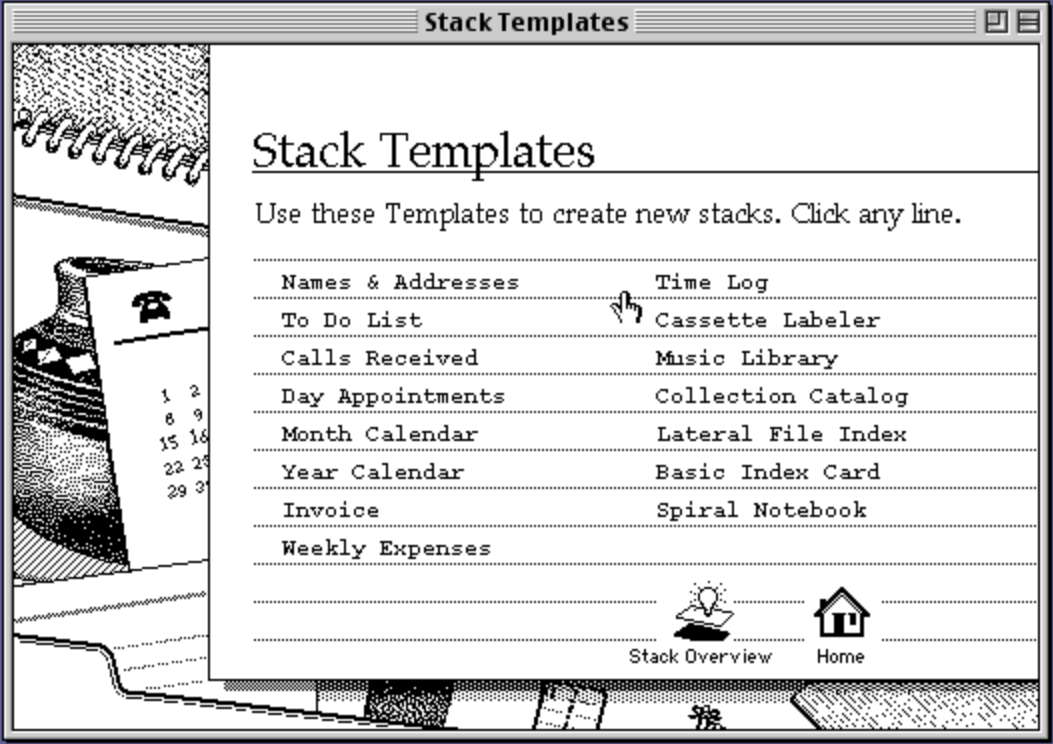 Stack Templates
Stack Templates
Use these Templates to create new stacks. Click any line.
Names & Addresses
To Do List
Calls Received
Day Appointments
Month Calendar
Year Calendar
Invoice
Weekly Expenses
Time Log
Cassette Labeler
Music Library
Collection Catalog
Lateral File Index
Basic Index Card
Spiral Notebook
1 2
8 9
15 16
22 23
29
Stack Overview
Home